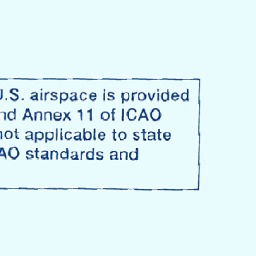 U.S. airspace is provided
nd Annex 11 of ICAO
not applicable to state
AO standards and